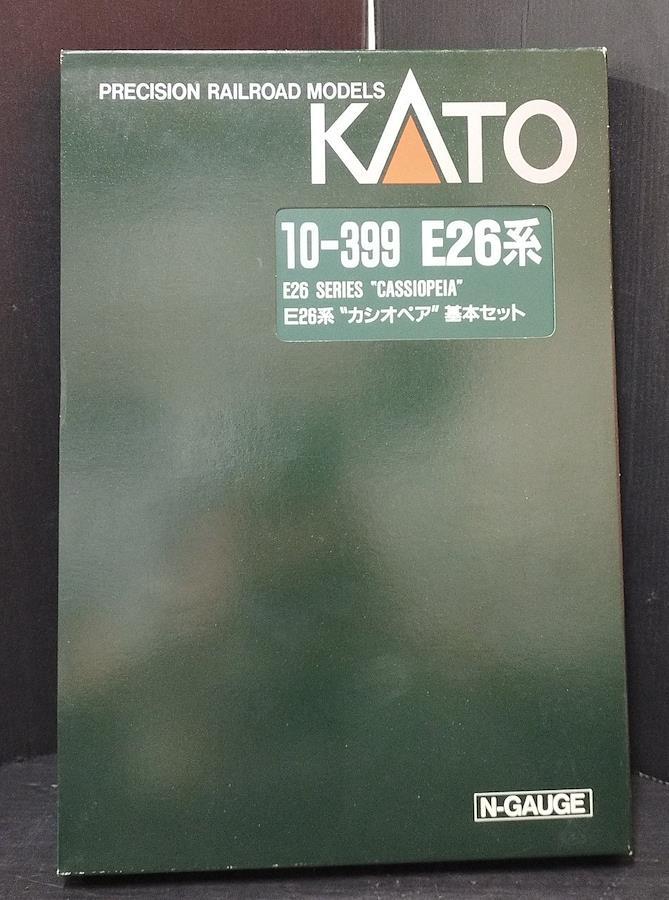 PRECISION RAILROAD MODELS
KATO
10-399 E26系
E26 SERIES "CASSIOPEIA"
E26系 "カシオペア" 基本セット
N-GAUGE